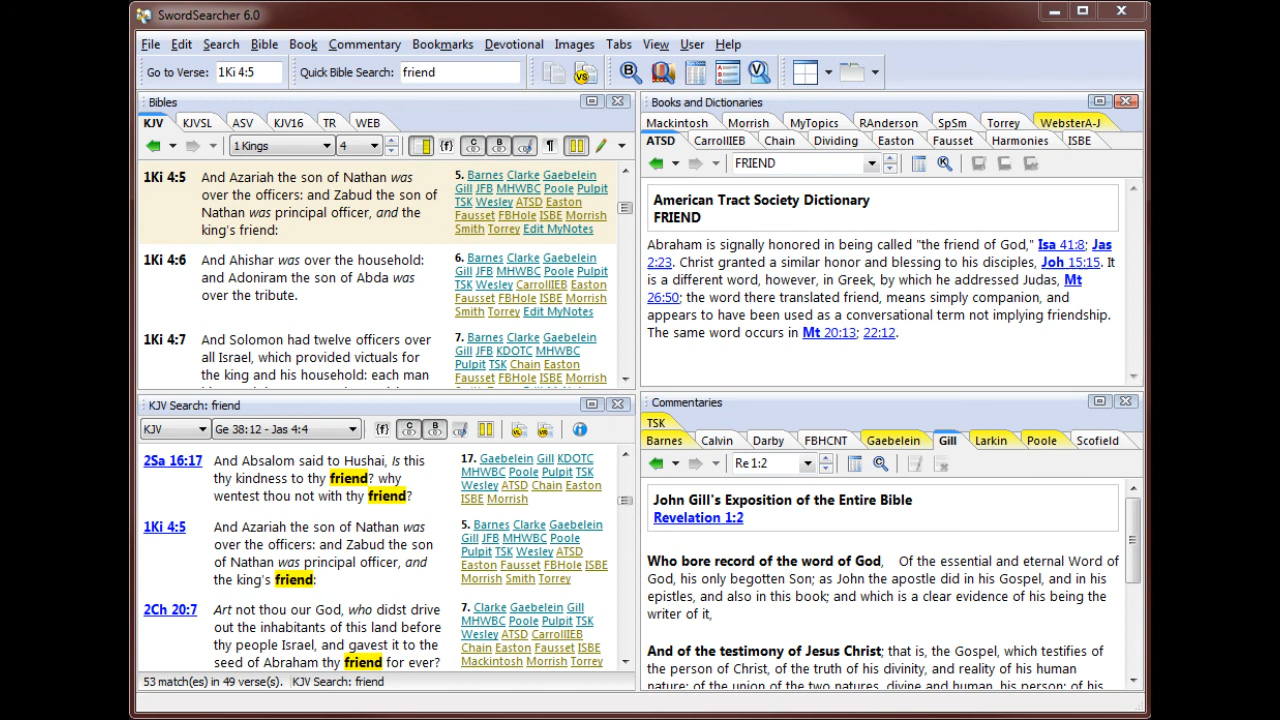 SwordSearcher 6.0
File Edit Search Bible Book Commentary Bookmarks Devotional Images Tabs View User Help
Go to Verse: 1Ki 4:5 Quick Bible Search: friend
Bibles
KJV KJVSL ASV KJV16 TR WEB
1 Kings 4
1Ki 4:5 And Azariah the son of Nathan was
over the officers: and Zabud the son of
Nathan was principal officer, and the
king's friend:
5. Barnes Clarke Gaebelein
Gill JFB MHWBC Poole Pulpit
TSK Wesley ATSD Easton
Fausset FBHole ISBE Morrish
Smith Torrey Edit MyNotes
1Ki 4:6 And Ahishar was over the household:
and Adoniram the son of Abda was
over the tribute.
6. Barnes Clarke Gaebelein
Gill JFB MHWBC Poole Pulpit
TSK Wesley CarrollIEB Easton
Fausset FBHole ISBE Morrish
Smith Torrey Edit MyNotes
1Ki 4:7 And Solomon had twelve officers over
all Israel, which provided victuals for
the king and his household: each man
7. Barnes Clarke Gaebelein
Gill JFB KDOTC MHWBC
Pulpit TSK Chain Easton
Fausset FBHole ISBE Morrish
KJV Search: friend
KJV Ge 38:12 - Jas 4:4
2Sa 16:17 And Absalom said to Hushai, Is this
thy kindness to thy friend? why
wentest thou not with thy friend?
17. Gaebelein Gill KDOTC
MHWBC Poole Pulpit TSK
Wesley ATSD Chain Easton
ISBE Morrish
1Ki 4:5 And Azariah the son of Nathan was
over the officers: and Zabud the son
of Nathan was principal officer, and
the king's friend:
5. Barnes Clarke Gaebelein
Gill JFB MHWBC Poole
Pulpit TSK Wesley ATSD
Easton Fausset FBHole ISBE
Morrish Smith Torrey
2Ch 20:7 Art not thou our God, who didst drive
out the inhabitants of this land before
thy people Israel, and gavest it to the
seed of Abraham thy friend for ever?
7. Clarke Gaebelein Gill
MHWBC Poole Pulpit TSK
Wesley ATSD CarrollIEB
Chain Easton Fausset ISBE
Mackintosh Morrish Torrey
53 match(es) in 49 verse(s). KJV Search: friend
Books and Dictionaries
Mackintosh Morrish MyTopics RAnderson SpSm Torrey WebsterA-J
ATSD CarrollIEB Chain Dividing Easton Fausset Harmonies ISBE
FRIEND
American Tract Society Dictionary
FRIEND
Abraham is signally honored in being called "the friend of God," Isa 41:8; Jas
2:23. Christ granted a similar honor and blessing to his disciples, Joh 15:15. It
is a different word, however, in Greek, by which he addressed Judas, Mt
26:50; the word there translated friend, means simply companion, and
appears to have been used as a conversational term not implying friendship.
The same word occurs in Mt 20:13; 22:12.
Commentaries
TSK
Barnes Calvin Darby FBHCNT Gaebelein Gill Larkin Poole Scofield
Re 1:2
John Gill's Exposition of the Entire Bible
Revelation 1:2
Who bore record of the word of God, Of the essential and eternal Word of
God, his only begotten Son; as John the apostle did in his Gospel, and in his
epistles, and also in this book; and which is a clear evidence of his being the
writer of it,
And of the testimony of Jesus Christ; that is, the Gospel, which testifies of
the person of Christ, of the truth of his divinity, and reality of his human
nature; of the union of the two natures, divine and human, his person; of his